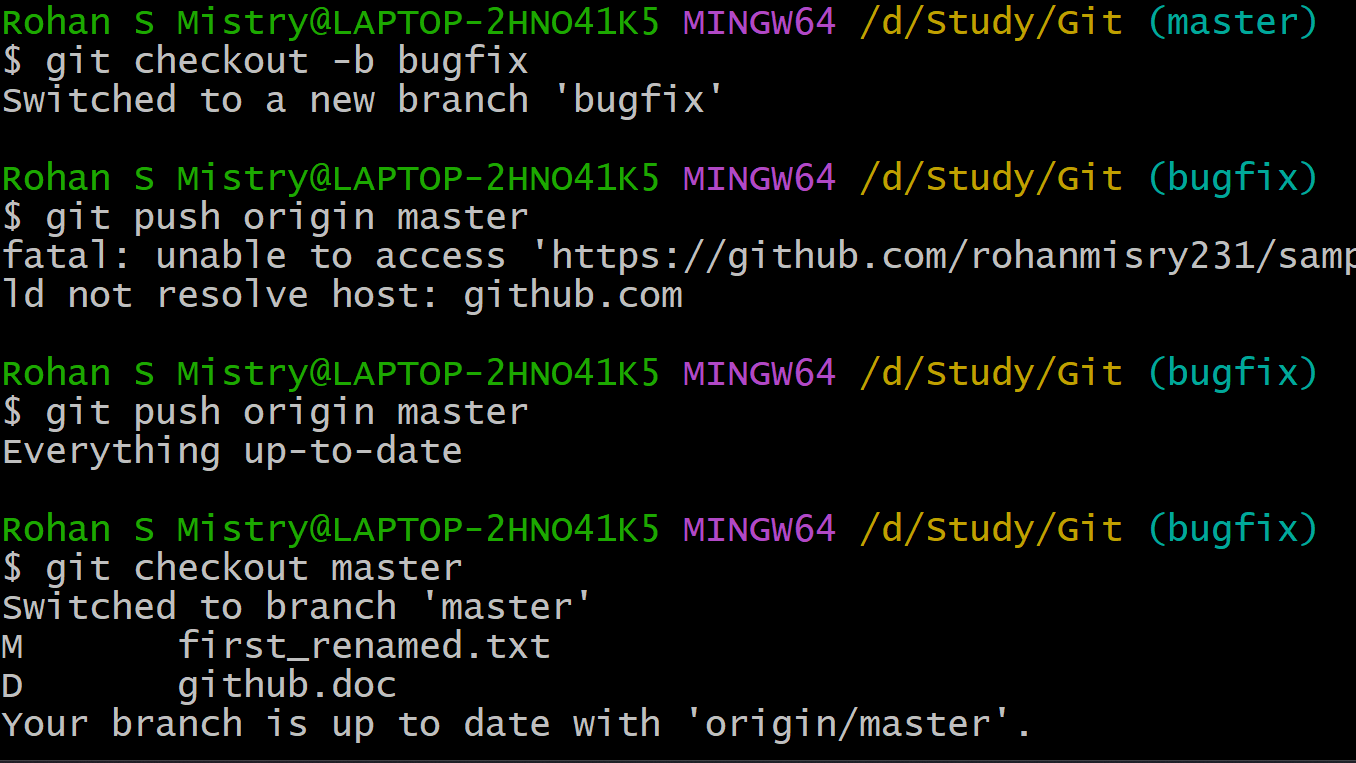 Rohan S Mistry@LAPTOP-2HNO41K5 MINGW64 /d/Study/Git (master)
$ git checkout -b bugfix
Switched to a new branch 'bugfix'
Rohan S Mistry@LAPTOP-2HNO41K5 MINGW64 /d/Study/Git (bugfix)
$ git push origin master
fatal: unable to access 'https://github.com/rohanmisry231/samp
ld not resolve host: github.com
Rohan S Mistry@LAPTOP-2HNO41K5 MINGW64 /d/Study/Git (bugfix)
$ git push origin master
Everything up-to-date
Rohan S Mistry@LAPTOP-2HNO41K5 MINGW64 /d/Study/Git (bugfix)
$ git checkout master
Switched to branch 'master'
M       first_renamed.txt
D       github.doc
Your branch is up to date with 'origin/master'.